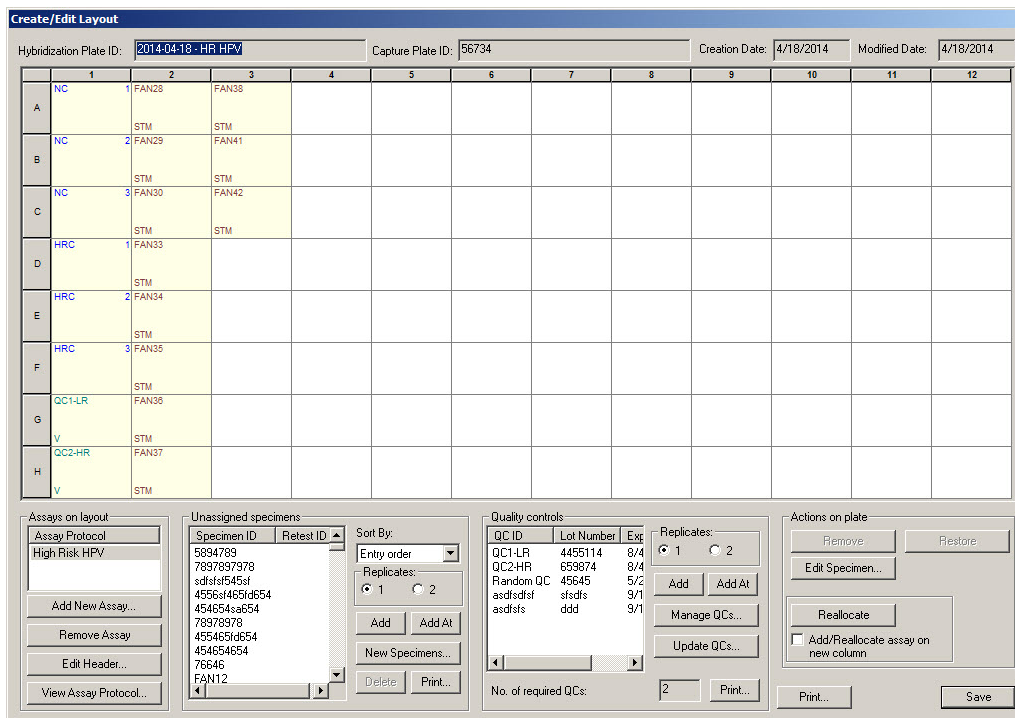 Create/Edit Layout
Hybridization Plate ID: 2014-04-18 - HR HPV Capture Plate ID: 56734 Creation Date: 4/18/2014 Modified Date: 4/18/2014
1 2 3 4 5 6 7 8 9 10 11 12
NC 1 FAN28 FAN38
A
STM STM
NC 2 FAN29 FAN41
B
STM STM
NC 3 FAN30 FAN42
C
STM STM
HRC 1 FAN33
D
STM
HRC 2 FAN34
E
STM
HRC 3 FAN35
F
STM
QC1-LR FAN36
G
V STM
QC2-HR FAN37
H
V STM
Assays on layout
Assay Protocol
High Risk HPV
Add New Assay...
Remove Assay
Edit Header...
View Assay Protocol...
Unassigned specimens
Specimen ID Retest ID
5894789
7897897978
sdfsfsf545sf
4556sf465fd654
454654sa654
78978978
455465fd654
454654654
76646
FAN12
Sort By:
Entry order
Replicates:
1 2
Add Add At
New Specimens...
Delete Print...
Quality controls
QC ID Lot Number Exp
QC1-LR 4455114 8/4
QC2-HR 659874 8/4
Random QC 45645 5/2
asdfsdfsf sfsdfs 9/1
asdfsfs ddd 9/1
No. of required QCs: 2
Replicates:
1 2
Add Add At
Manage QCs...
Update QCs...
Print...
Actions on plate
Remove Restore
Edit Specimen...
Reallocate
Add/Reallocate assay on
new column
Print... Save